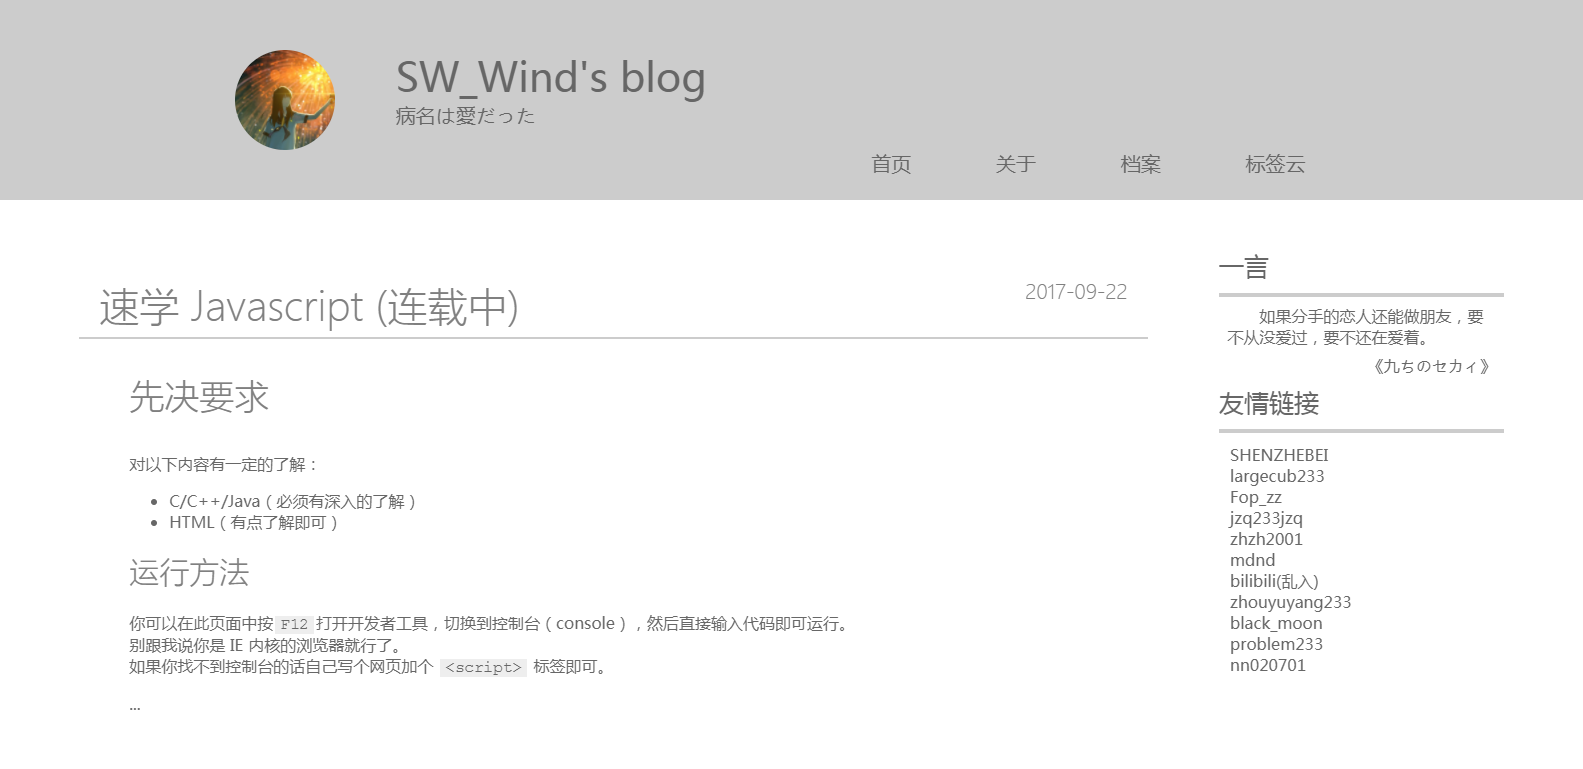 SW_Wind's blog
病名は愛だった
首页 关于 档案 标签云
速学 Javascript (连载中)
2017-09-22
先决要求
对以下内容有一定的了解：
C/C++/Java（必须有深入的了解）
HTML（有点了解即可）
运行方法
你可以在此页面中按 F12 打开开发者工具，切换到控制台（console），然后直接输入代码即可运行。
别跟我说你是 IE 内核的浏览器就行了。
如果你找不到控制台的话自己写个网页加个 <script> 标签即可。
...
一言
如果分手的恋人还能做朋友，要
不从没爱过，要不还在爱着。
《九ちのセカィ》
友情链接
SHENZHEBEI
largecub233
Fop_zz
jzq233jzq
zhzh2001
mdnd
bilibili(乱入)
zhouyuyang233
black_moon
problem233
nn020701